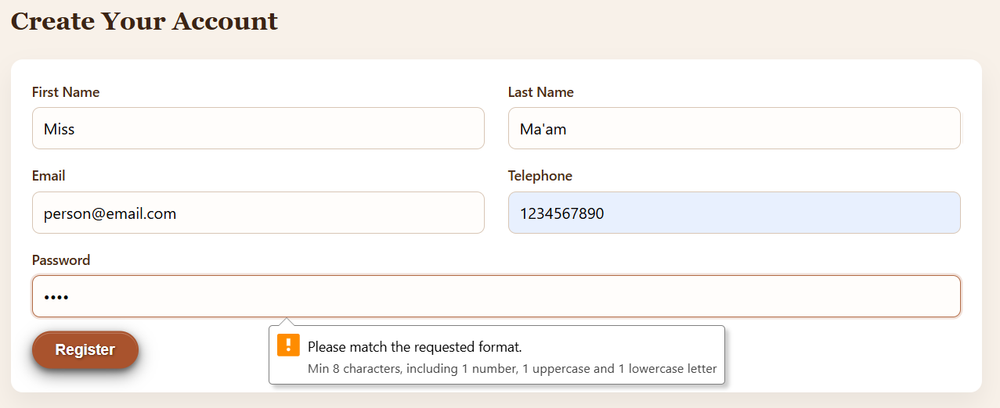 Create Your Account
First Name
Last Name
Miss
Ma'am
Email
Telephone
person@email.com
1234567890
Password
••••
Register
Please match the requested format.
Min 8 characters, including 1 number, 1 uppercase and 1 lowercase letter